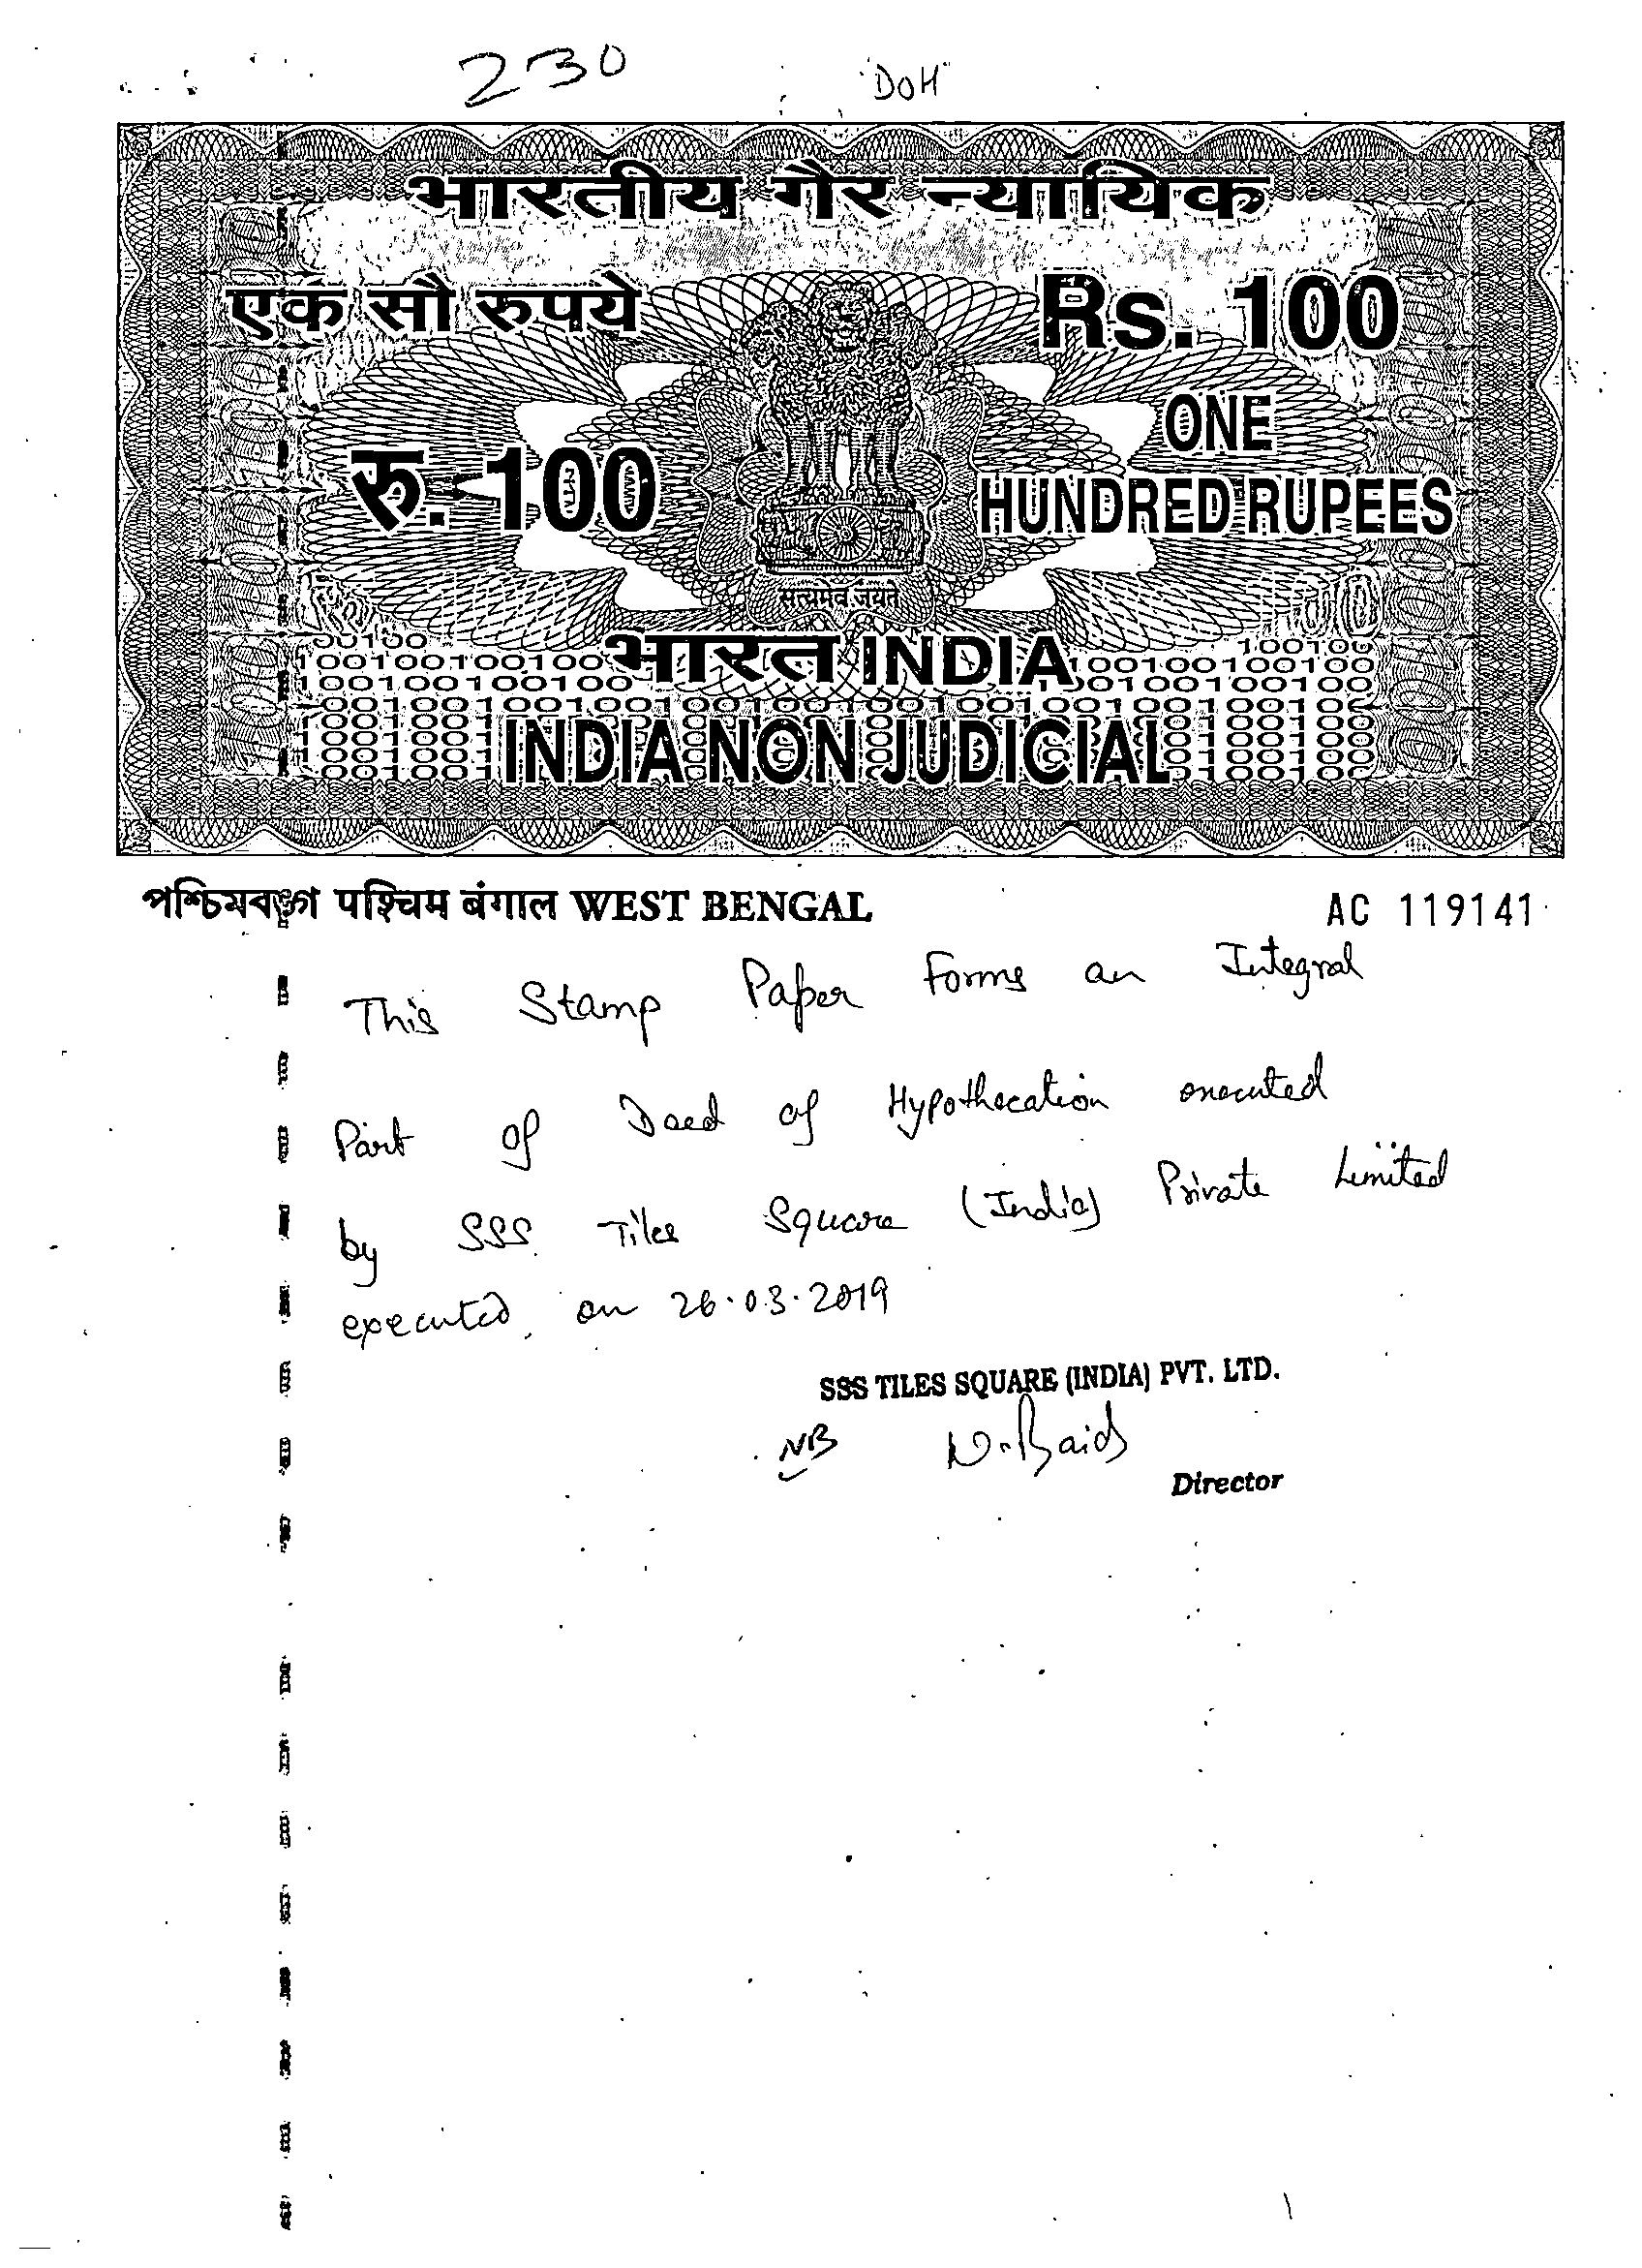 230 "DOH"
भारतीय गैर न्यायिक
एक सौ रुपये Rs. 100
ONE
रु. 100 HUNDRED RUPEES
सत्यमेव जयते
भारत INDIA
INDIA NON JUDICIAL
পশ্চিমবঙ্গ पश्चिम बंगाल WEST BENGAL AC 119141
This Stamp Paper Forms an Integral
Part of Deed of Hypothecation executed
by SSS Tiles Square (India) Private Limited
executed on 26.03.2019
SSS TILES SQUARE (INDIA) PVT. LTD.
NB N. Baid
Director